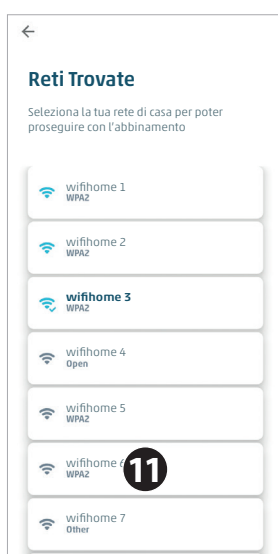 Reti Trovate
Seleziona la tua rete di casa per poter
proseguire con l'abbinamento
wifihome 1
WPA2
wifihome 2
WPA2
wifihome 3
WPA2
wifihome 4
Open
wifihome 5
WPA2
wifihome 6
WPA2
11
wifihome 7
Other